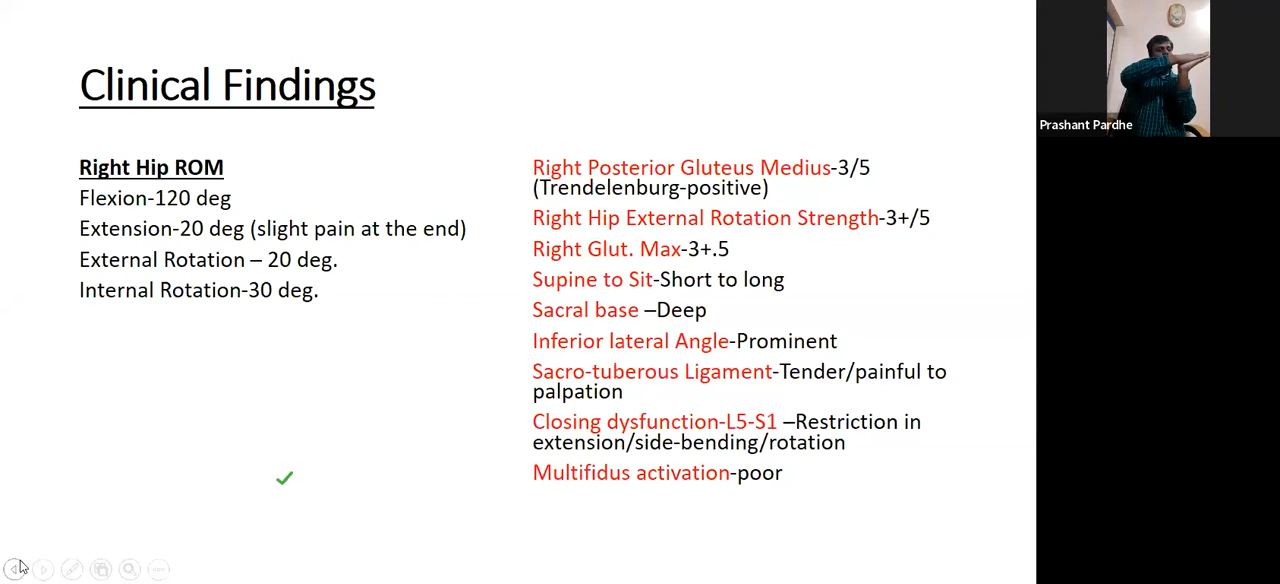 Clinical Findings
Right Hip ROM
Flexion-120 deg
Extension-20 deg (slight pain at the end)
External Rotation – 20 deg.
Internal Rotation-30 deg.
Right Posterior Gluteus Medius-3/5
(Trendelenburg-positive)
Right Hip External Rotation Strength-3+/5
Right Glut. Max-3+.5
Supine to Sit-Short to long
Sacral base –Deep
Inferior lateral Angle-Prominent
Sacro-tuberous Ligament-Tender/painful to
palpation
Closing dysfunction-L5-S1 –Restriction in
extension/side-bending/rotation
Multifidus activation-poor
Prashant Pardhe